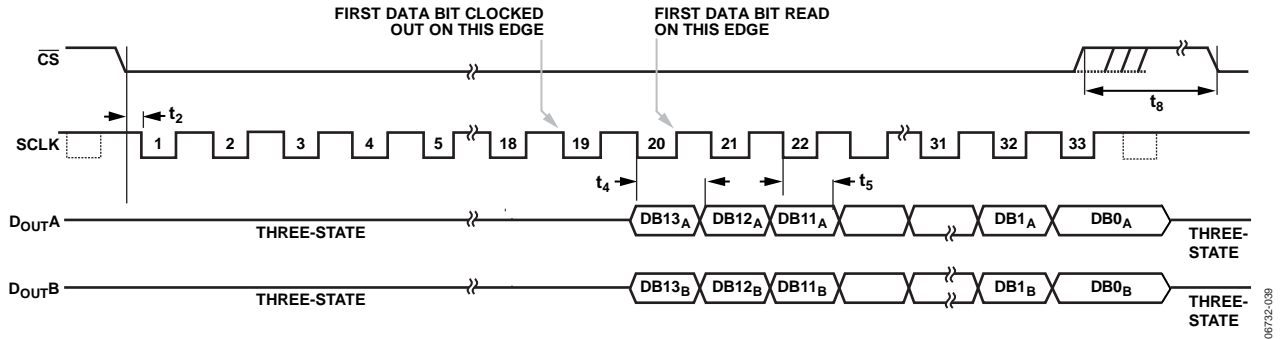 FIRST DATA BIT CLOCKED
OUT ON THIS EDGE
FIRST DATA BIT READ
ON THIS EDGE
CS
t8
t2
SCLK
1 2 3 4 5 18 19 20 21 22 31 32 33
t4 t5
DOUTA
THREE-STATE
DB13A DB12A DB11A DB1A DB0A
THREE-
STATE
DOUTB
THREE-STATE
DB13B DB12B DB11B DB1B DB0B
THREE-
STATE
06732-039